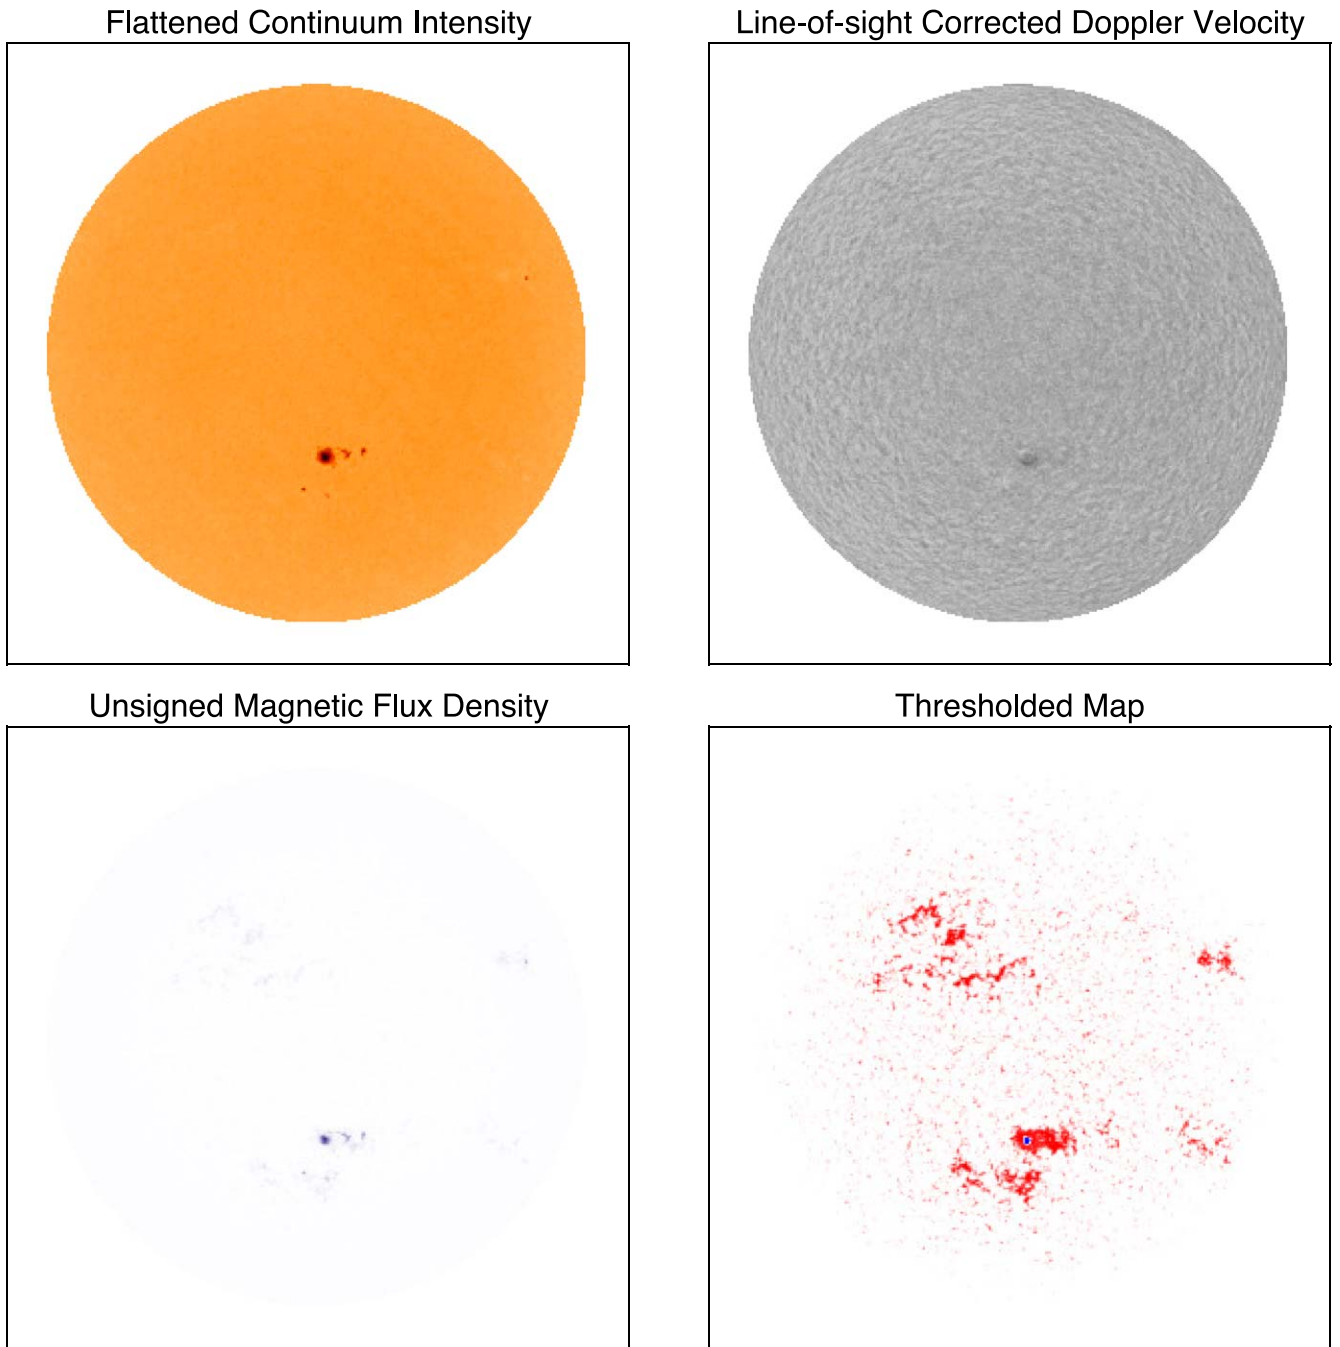 Flattened Continuum Intensity
Line-of-sight Corrected Doppler Velocity
Unsigned Magnetic Flux Density
Thresholded Map